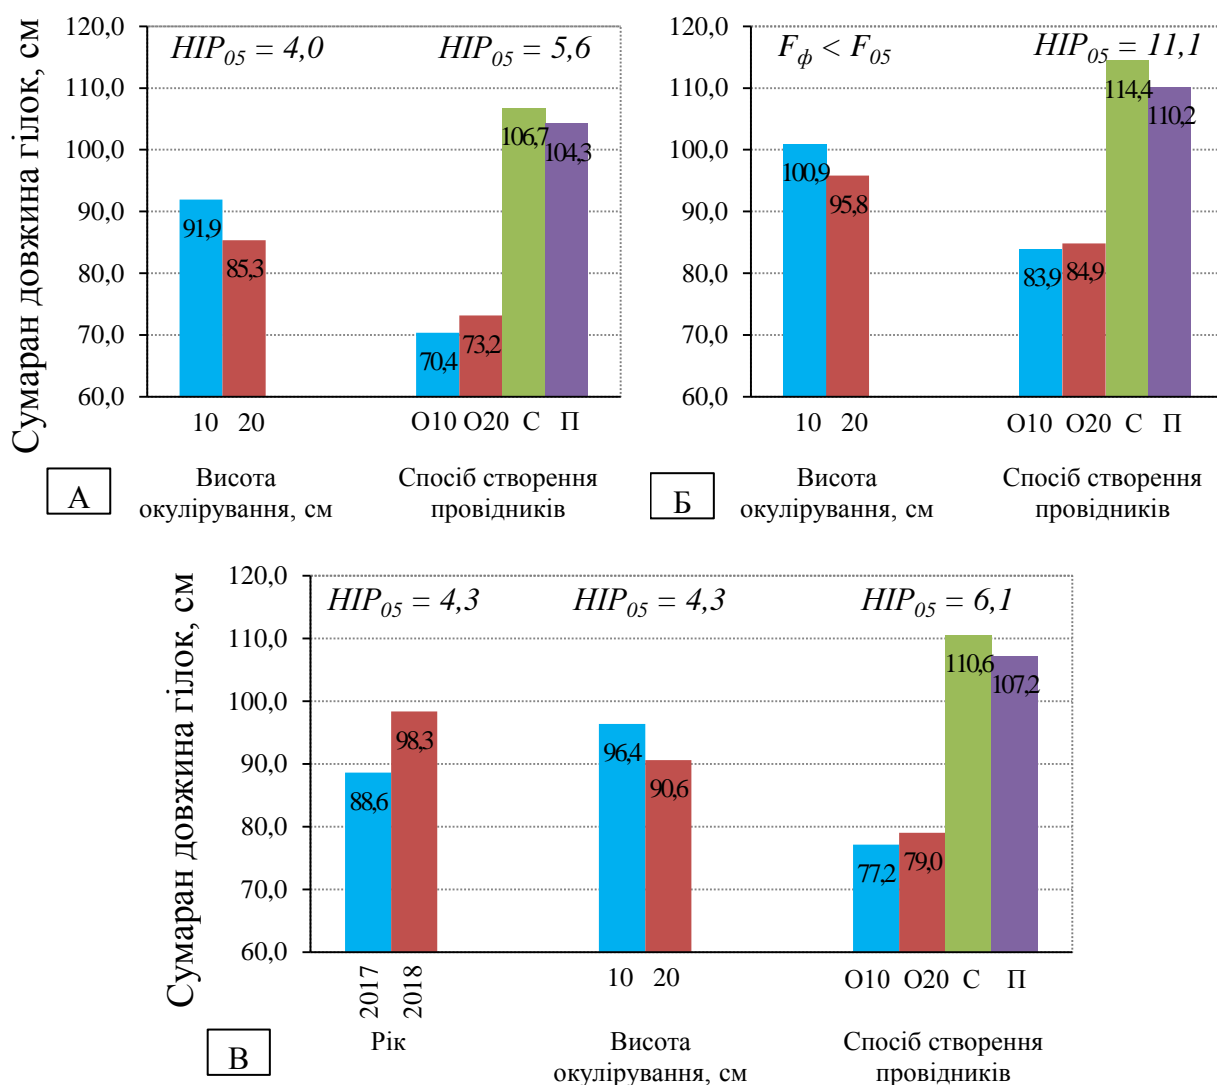 Сумаран довжина гілок, см
120,0
110,0
100,0
90,0
80,0
70,0
60,0
НІР05 = 4,0
НІР05 = 5,6
91,9
85,3
70,4
73,2
106,7
104,3
10 20
О10 О20 С П
А
Висота
окулірування, см
Спосіб створення
провідників
120,0
110,0
100,0
90,0
80,0
70,0
60,0
Fф < F05
НІР05 = 11,1
100,9
95,8
83,9
84,9
114,4
110,2
10 20
О10 О20 С П
Б
Висота
окулірування, см
Спосіб створення
провідників
Сумаран довжина гілок, см
120,0
110,0
100,0
90,0
80,0
70,0
60,0
НІР05 = 4,3
НІР05 = 4,3
НІР05 = 6,1
88,6
98,3
96,4
90,6
77,2
79,0
110,6
107,2
2017
2018
10 20
О10 О20 С П
В
Рік
Висота
окулірування, см
Спосіб створення
провідників